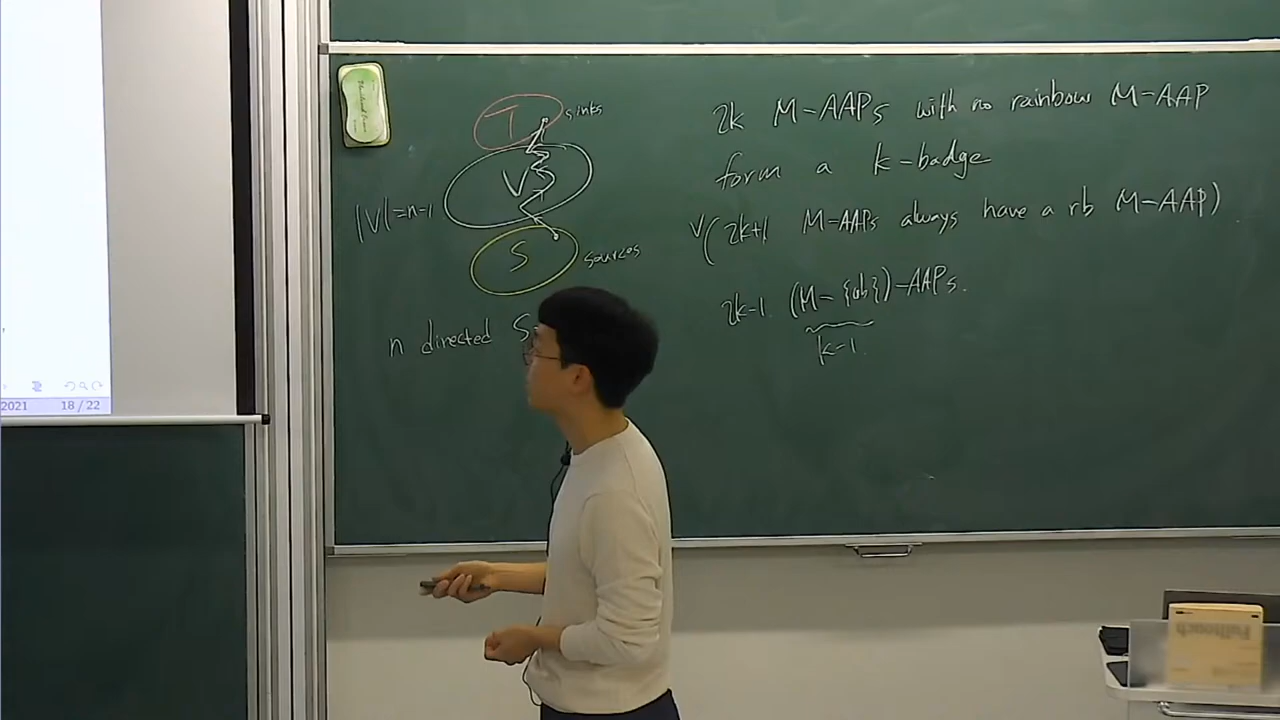 2021 18 / 22
T sinks
V
|V|=n-1
S sources
n directed S
2k M-AAPs with no rainbow M-AAP
form a k-badge
(2k+1 M-AAPs always have a rb M-AAP)
2k-1 (M-{ab})-AAPs.
k-1